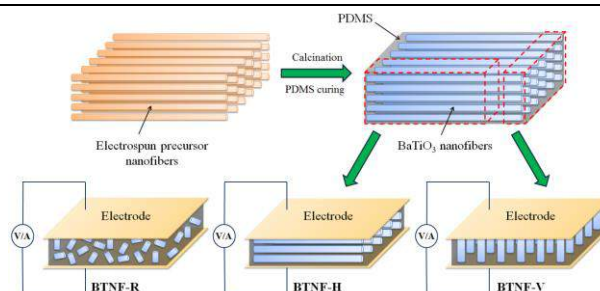 PDMS
Calcination
PDMS curing
Electrospun precursor
nanofibers
BaTiO₃ nanofibers
Electrode
V/A
BTNF-R
Electrode
V/A
BTNF-H
Electrode
V/A
BTNF-V